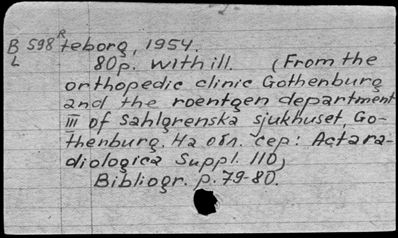 B 598 R teborg, 1954.
L 80p. with ill. (From the
orthopedic clinic Gothenburg
and the roentgen department
III of Sahlgrenska sjukhuset, Go-
thenburg. На обл. сер: Acta ra-
diologica Suppl. 110)
Bibliogr. p. 79-80.